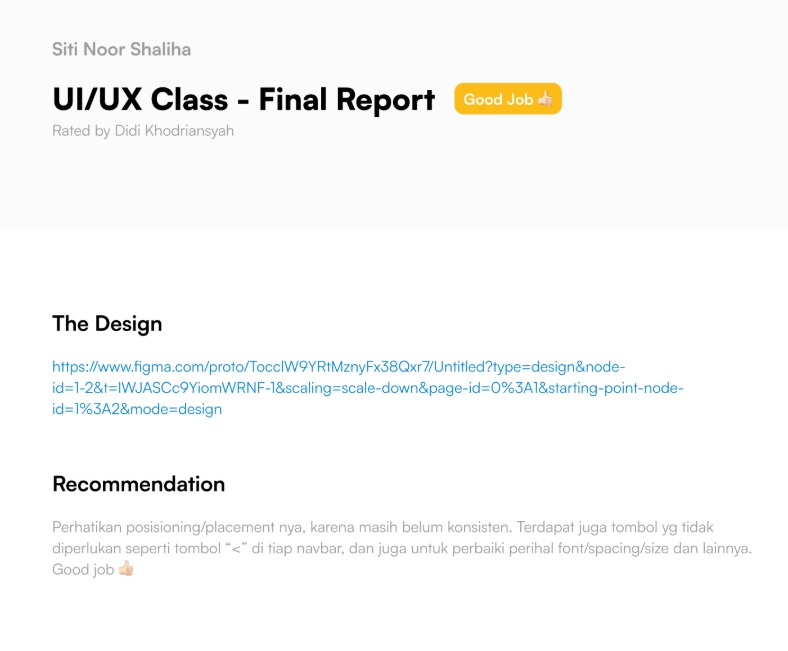 Siti Noor Shaliha
UI/UX Class - Final Report Good Job 👍🏻
Rated by Didi Khodriansyah
The Design
https://www.figma.com/proto/TocclW9YRtMznyFx38Qxr7/Untitled?type=design&node-
id=1-2&t=lWJASCc9YiomWRNF-1&scaling=scale-down&page-id=0%3A1&starting-point-node-
id=1%3A2&mode=design
Recommendation
Perhatikan posisioning/placement nya, karena masih belum konsisten. Terdapat juga tombol yg tidak
diperlukan seperti tombol “<” di tiap navbar, dan juga untuk perbaiki perihal font/spacing/size dan lainnya.
Good job 👍🏻